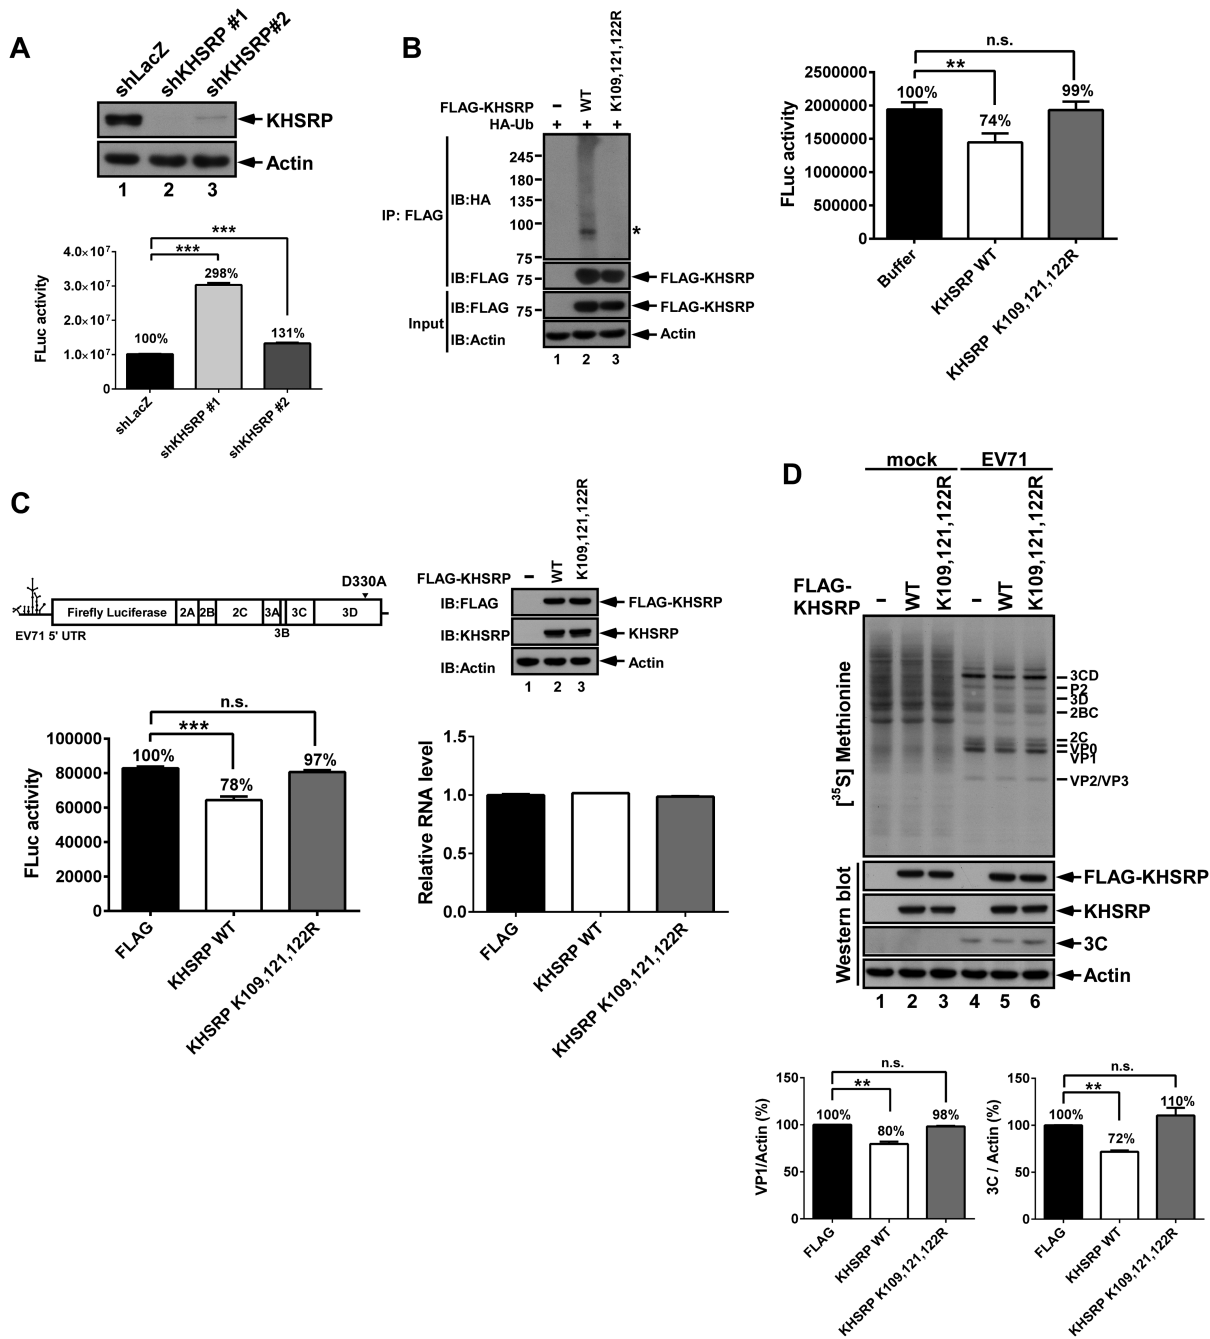 A
shLacZ
shKHSRP #1
shKHSRP#2
KHSRP
Actin
1 2 3
FLuc activity
4.0×10⁷
3.0×10⁷
2.0×10⁷
1.0×10⁷
0
***
***
100%
298%
131%
shLacZ
shKHSRP #1
shKHSRP #2
B
FLAG-KHSRP – WT K109,121,122R
HA-Ub + + +
IP: FLAG
IB:HA
245
180
135
100
75
*
IB:FLAG 75 FLAG-KHSRP
Input
IB:FLAG 75 FLAG-KHSRP
IB:Actin Actin
1 2 3
FLuc activity
2500000
2000000
1500000
1000000
500000
0
n.s.
**
100%
74%
99%
Buffer
KHSRP WT
KHSRP K109,121,122R
C
D330A
Firefly Luciferase 2A 2B 2C 3A 3C 3D
3B
EV71 5' UTR
FLAG-KHSRP – WT K109,121,122R
IB:FLAG FLAG-KHSRP
IB:KHSRP KHSRP
IB:Actin Actin
1 2 3
FLuc activity
100000
80000
60000
40000
20000
0
n.s.
***
100%
78%
97%
FLAG
KHSRP WT
KHSRP K109,121,122R
Relative RNA level
1.5
1.0
0.5
0.0
FLAG
KHSRP WT
KHSRP K109,121,122R
D
mock EV71
FLAG-
KHSRP – WT K109,121,122R – WT K109,121,122R
[³⁵S] Methionine
3CD
P2
3D
2BC
2C
VP0
VP1
VP2/VP3
Western blot
FLAG-KHSRP
KHSRP
3C
Actin
1 2 3 4 5 6
VP1/Actin (%)
150
100
50
0
n.s.
**
100%
80%
98%
FLAG
KHSRP WT
KHSRP K109,121,122R
3C / Actin (%)
150
100
50
0
n.s.
**
100%
72%
110%
FLAG
KHSRP WT
KHSRP K109,121,122R